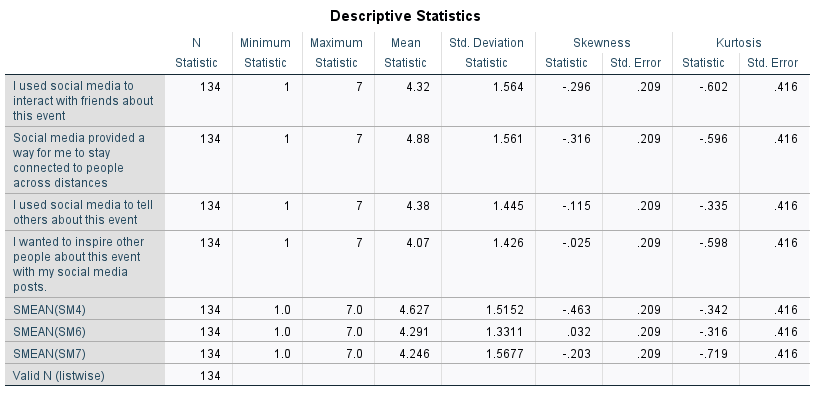 Descriptive Statistics
N Minimum Maximum Mean Std. Deviation Skewness Kurtosis
Statistic Statistic Statistic Statistic Statistic Statistic Std. Error Statistic Std. Error
I used social media to 134 1 7 4.32 1.564 -.296 .209 -.602 .416
interact with friends about
this event
Social media provided a 134 1 7 4.88 1.561 -.316 .209 -.596 .416
way for me to stay
connected to people
across distances
I used social media to tell 134 1 7 4.38 1.445 -.115 .209 -.335 .416
others about this event
I wanted to inspire other 134 1 7 4.07 1.426 -.025 .209 -.598 .416
people about this event
with my social media
posts.
SMEAN(SM4) 134 1.0 7.0 4.627 1.5152 -.463 .209 -.342 .416
SMEAN(SM6) 134 1.0 7.0 4.291 1.3311 .032 .209 -.316 .416
SMEAN(SM7) 134 1.0 7.0 4.246 1.5677 -.203 .209 -.719 .416
Valid N (listwise) 134